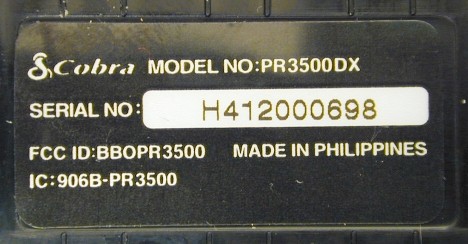 Cobra MODEL NO:PR3500DX
SERIAL NO: H412000698
FCC ID:BBOPR3500 MADE IN PHILIPPINES
IC:906B-PR3500